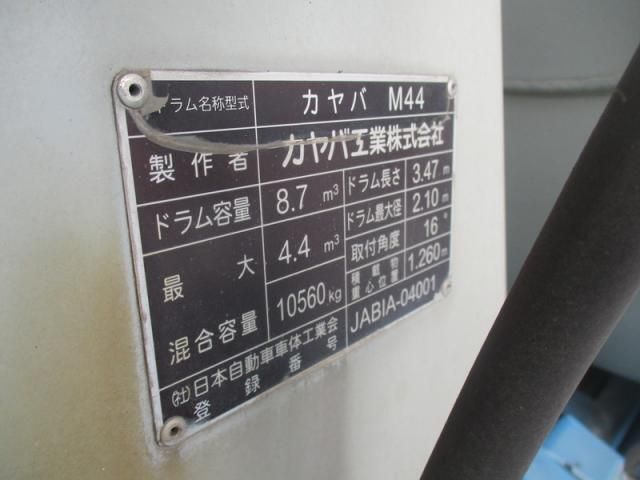 ドラム名称型式 カヤバ M44
製作者 カヤバ工業株式会社
ドラム容量 8.7 m³ ドラム長さ 3.47 m
ドラム最大径 2.10 m
最大混合容量 4.4 m³ 取付角度 16°
10560 kg 積載物重心位置 1.260 m
(社)日本自動車車体工業会登録番号 JABIA-04001